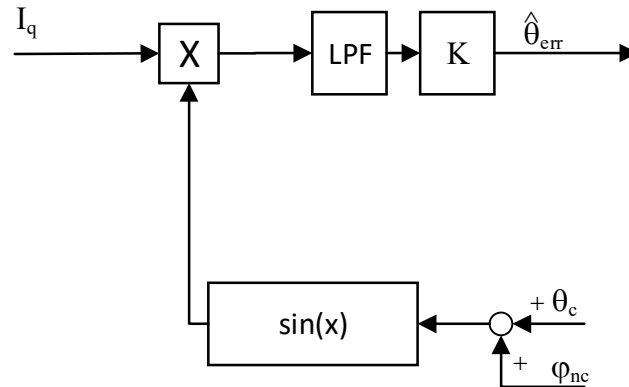 I_q
X
LPF
K
θ̂_err
sin(x)
+ θ_c
+
φ_nc